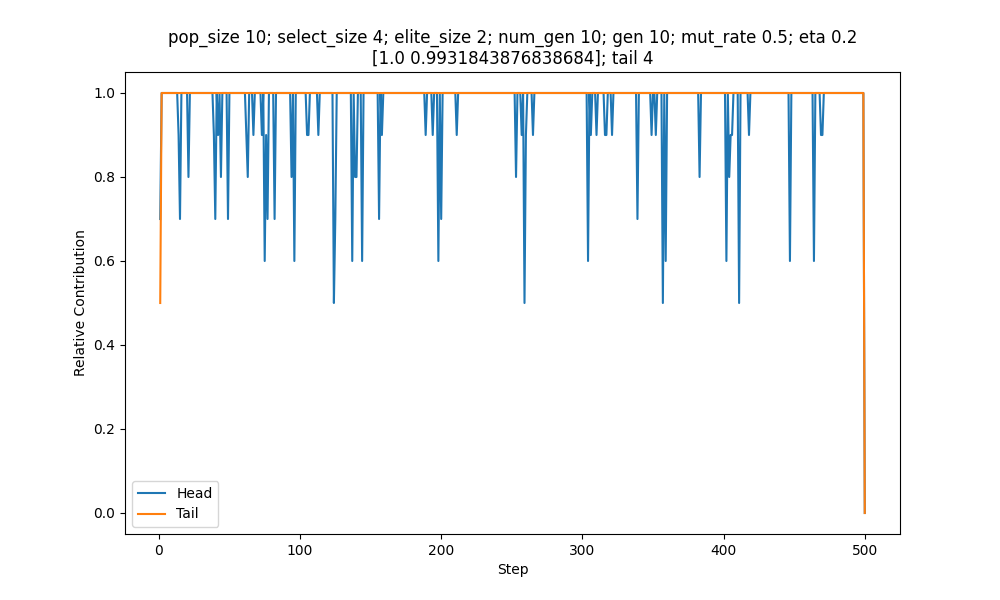 pop_size 10; select_size 4; elite_size 2; num_gen 10; gen 10; mut_rate 0.5; eta 0.2
[1.0 0.9931843876838684]; tail 4
1.0
0.8
0.6
0.4
0.2
0.0
Relative Contribution
Head
Tail
0
100
200
300
400
500
Step